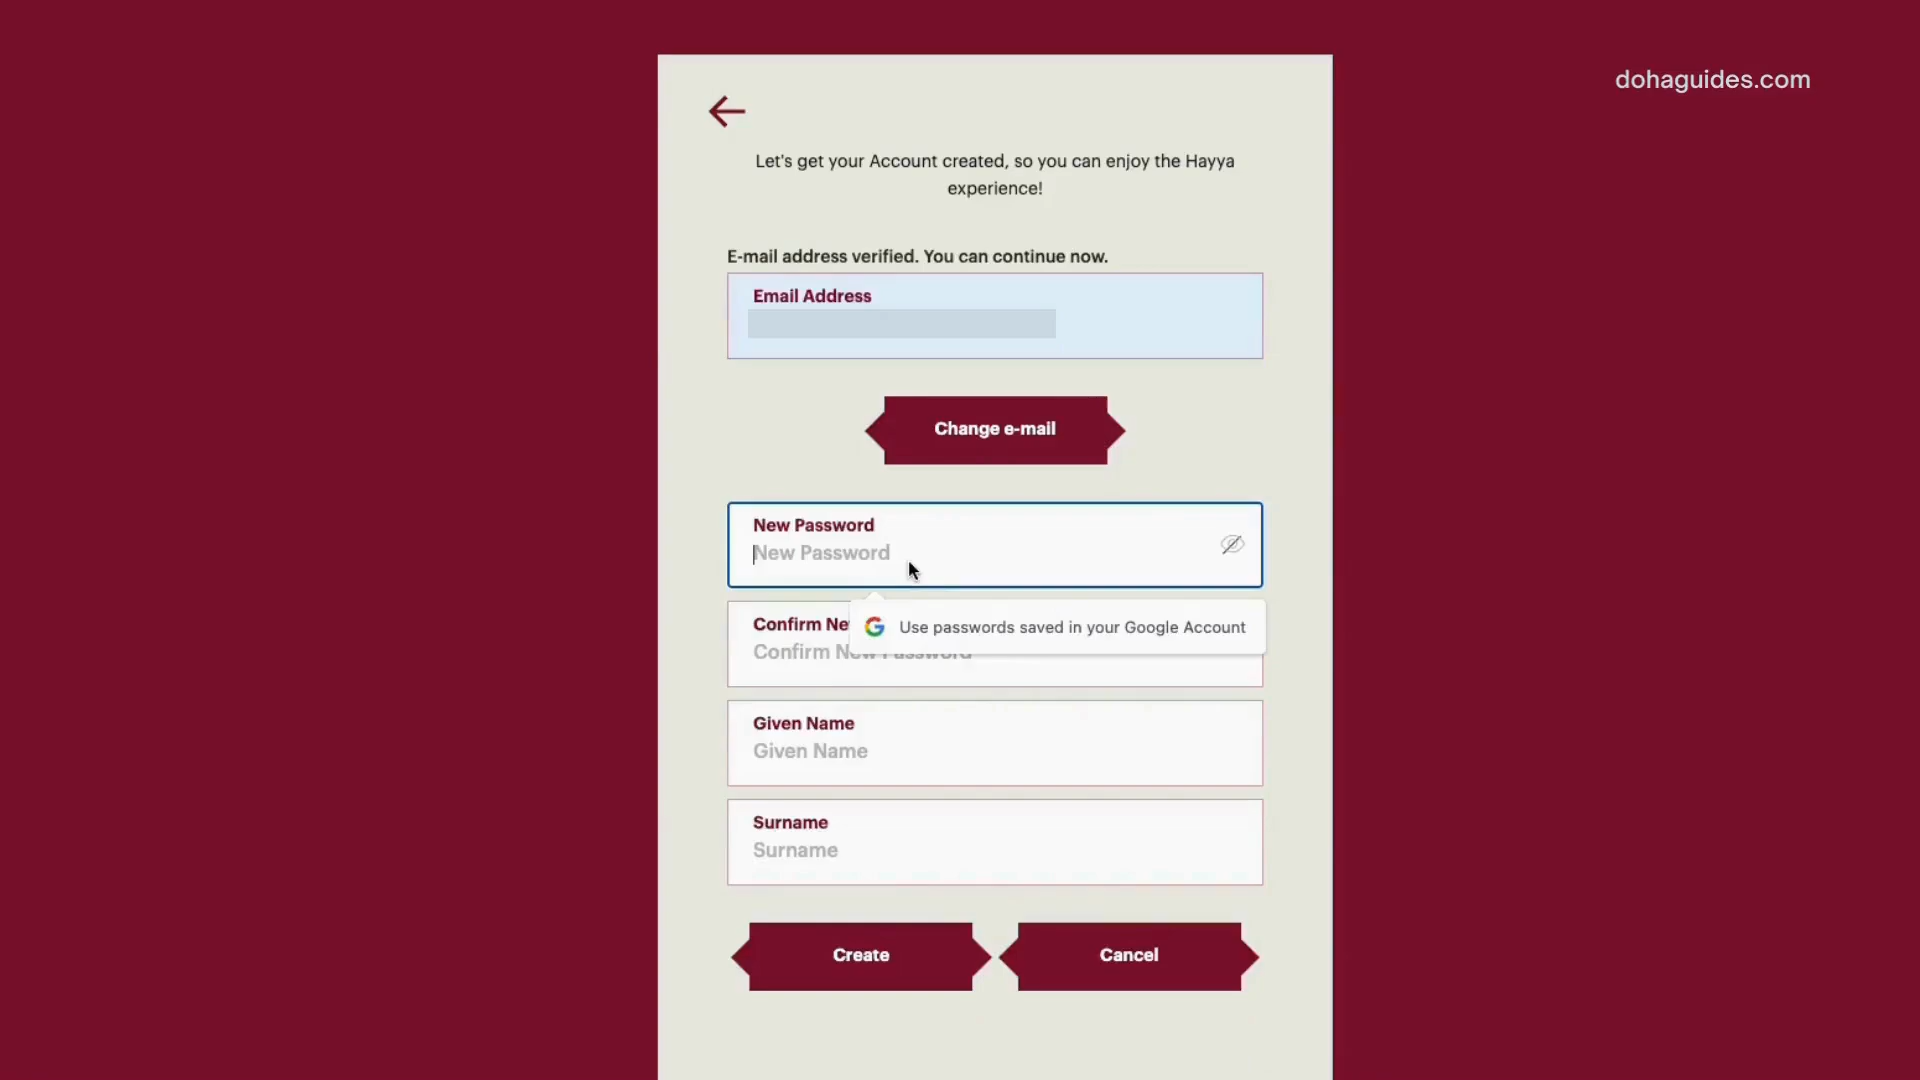 dohaguides.com
Let's get your Account created, so you can enjoy the Hayya
experience!
E-mail address verified. You can continue now.
Email Address
Change e-mail
New Password
New Password
Confirm Ne
Use passwords saved in your Google Account
Confirm New Password
Given Name
Given Name
Surname
Surname
Create
Cancel